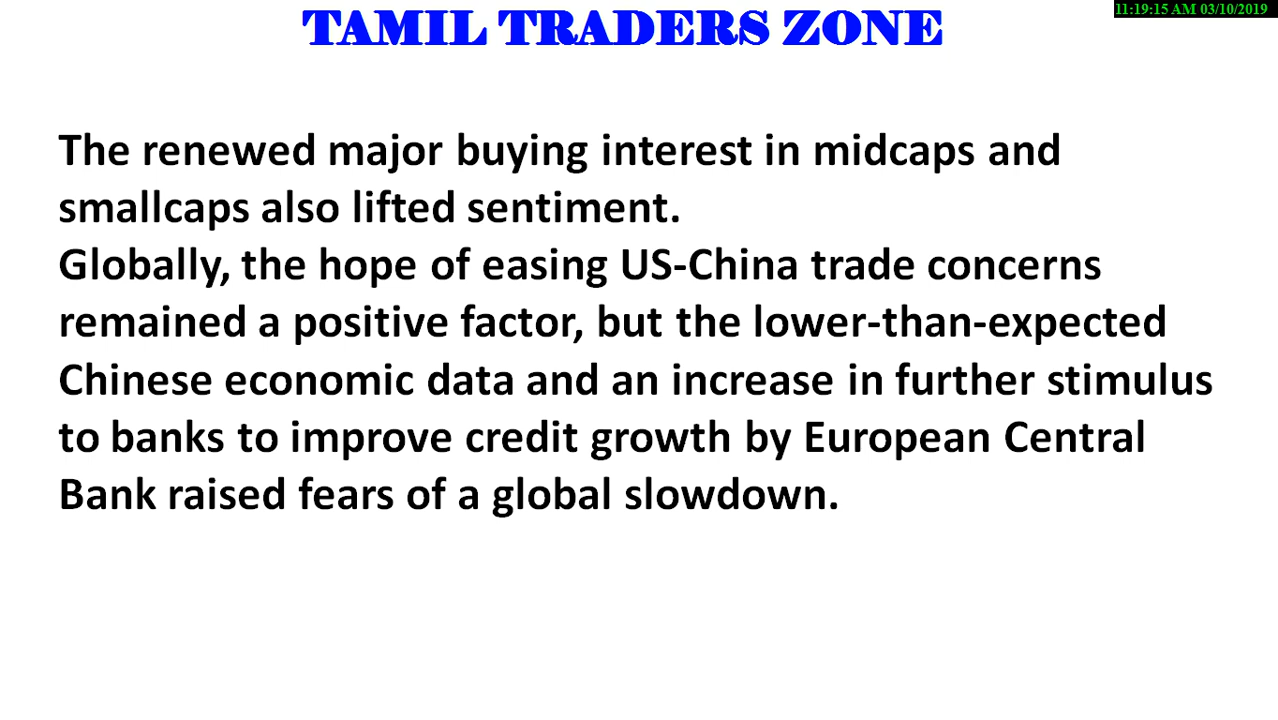 TAMIL TRADERS ZONE
11:19:15 AM 03/10/2019
The renewed major buying interest in midcaps and
smallcaps also lifted sentiment.
Globally, the hope of easing US-China trade concerns
remained a positive factor, but the lower-than-expected
Chinese economic data and an increase in further stimulus
to banks to improve credit growth by European Central
Bank raised fears of a global slowdown.